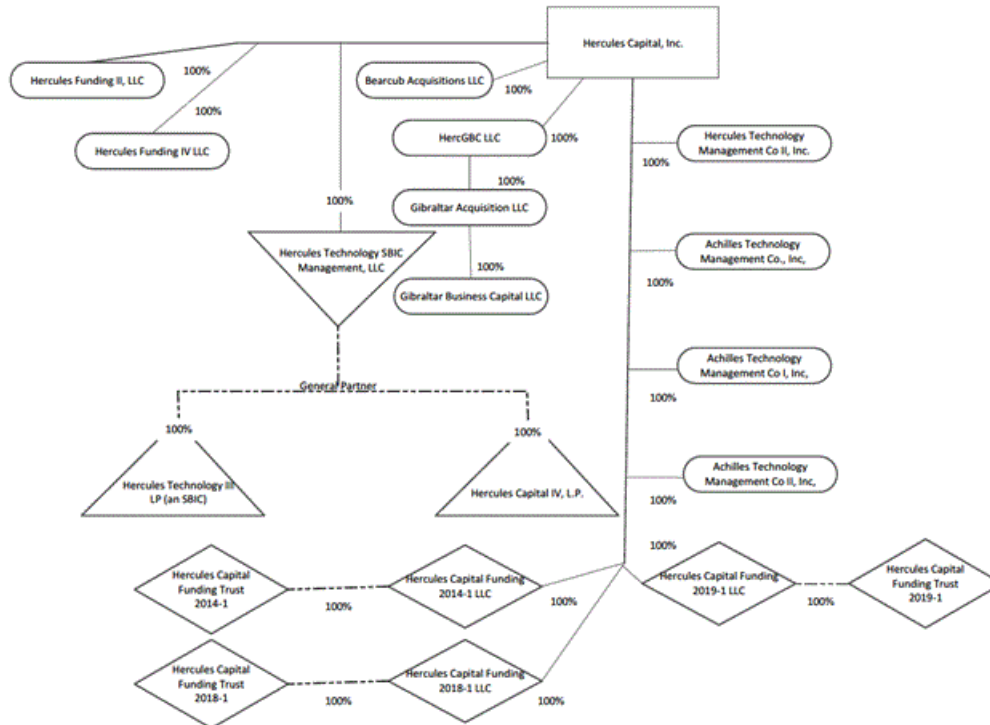 Hercules Capital, Inc.
Hercules Funding II, LLC
100%
Bearcub Acquisitions LLC
100%
100%
Hercules Funding IV LLC
HercGBC LLC
100%
Hercules Technology
Management Co II, Inc.
100%
100%
100%
Gibraltar Acquisition LLC
Hercules Technology SBIC
Management, LLC
Achilles Technology
Management Co., Inc,
100%
100%
Gibraltar Business Capital LLC
Achilles Technology
Management Co I, Inc,
General Partner
100%
100%
100%
Achilles Technology
Management Co II, Inc,
Hercules Technology III
LP (an SBIC)
Hercules Capital IV, L.P.
100%
100%
Hercules Capital
Funding Trust
2014-1
100%
Hercules Capital Funding
2014-1 LLC
100%
Hercules Capital Funding
2019-1 LLC
100%
Hercules Capital
Funding Trust
2019-1
Hercules Capital
Funding Trust
2018-1
100%
Hercules Capital Funding
2018-1 LLC
100%